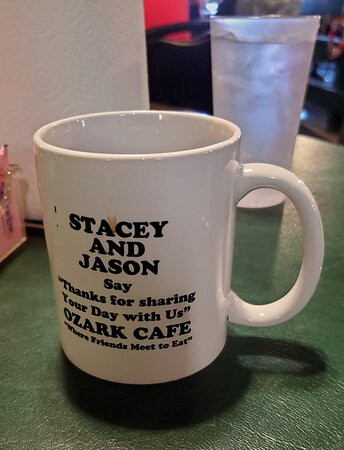 STACEY
AND
JASON
Say
"Thanks for sharing
Your Day with Us"
OZARK CAFE
"Where Friends Meet to Eat"